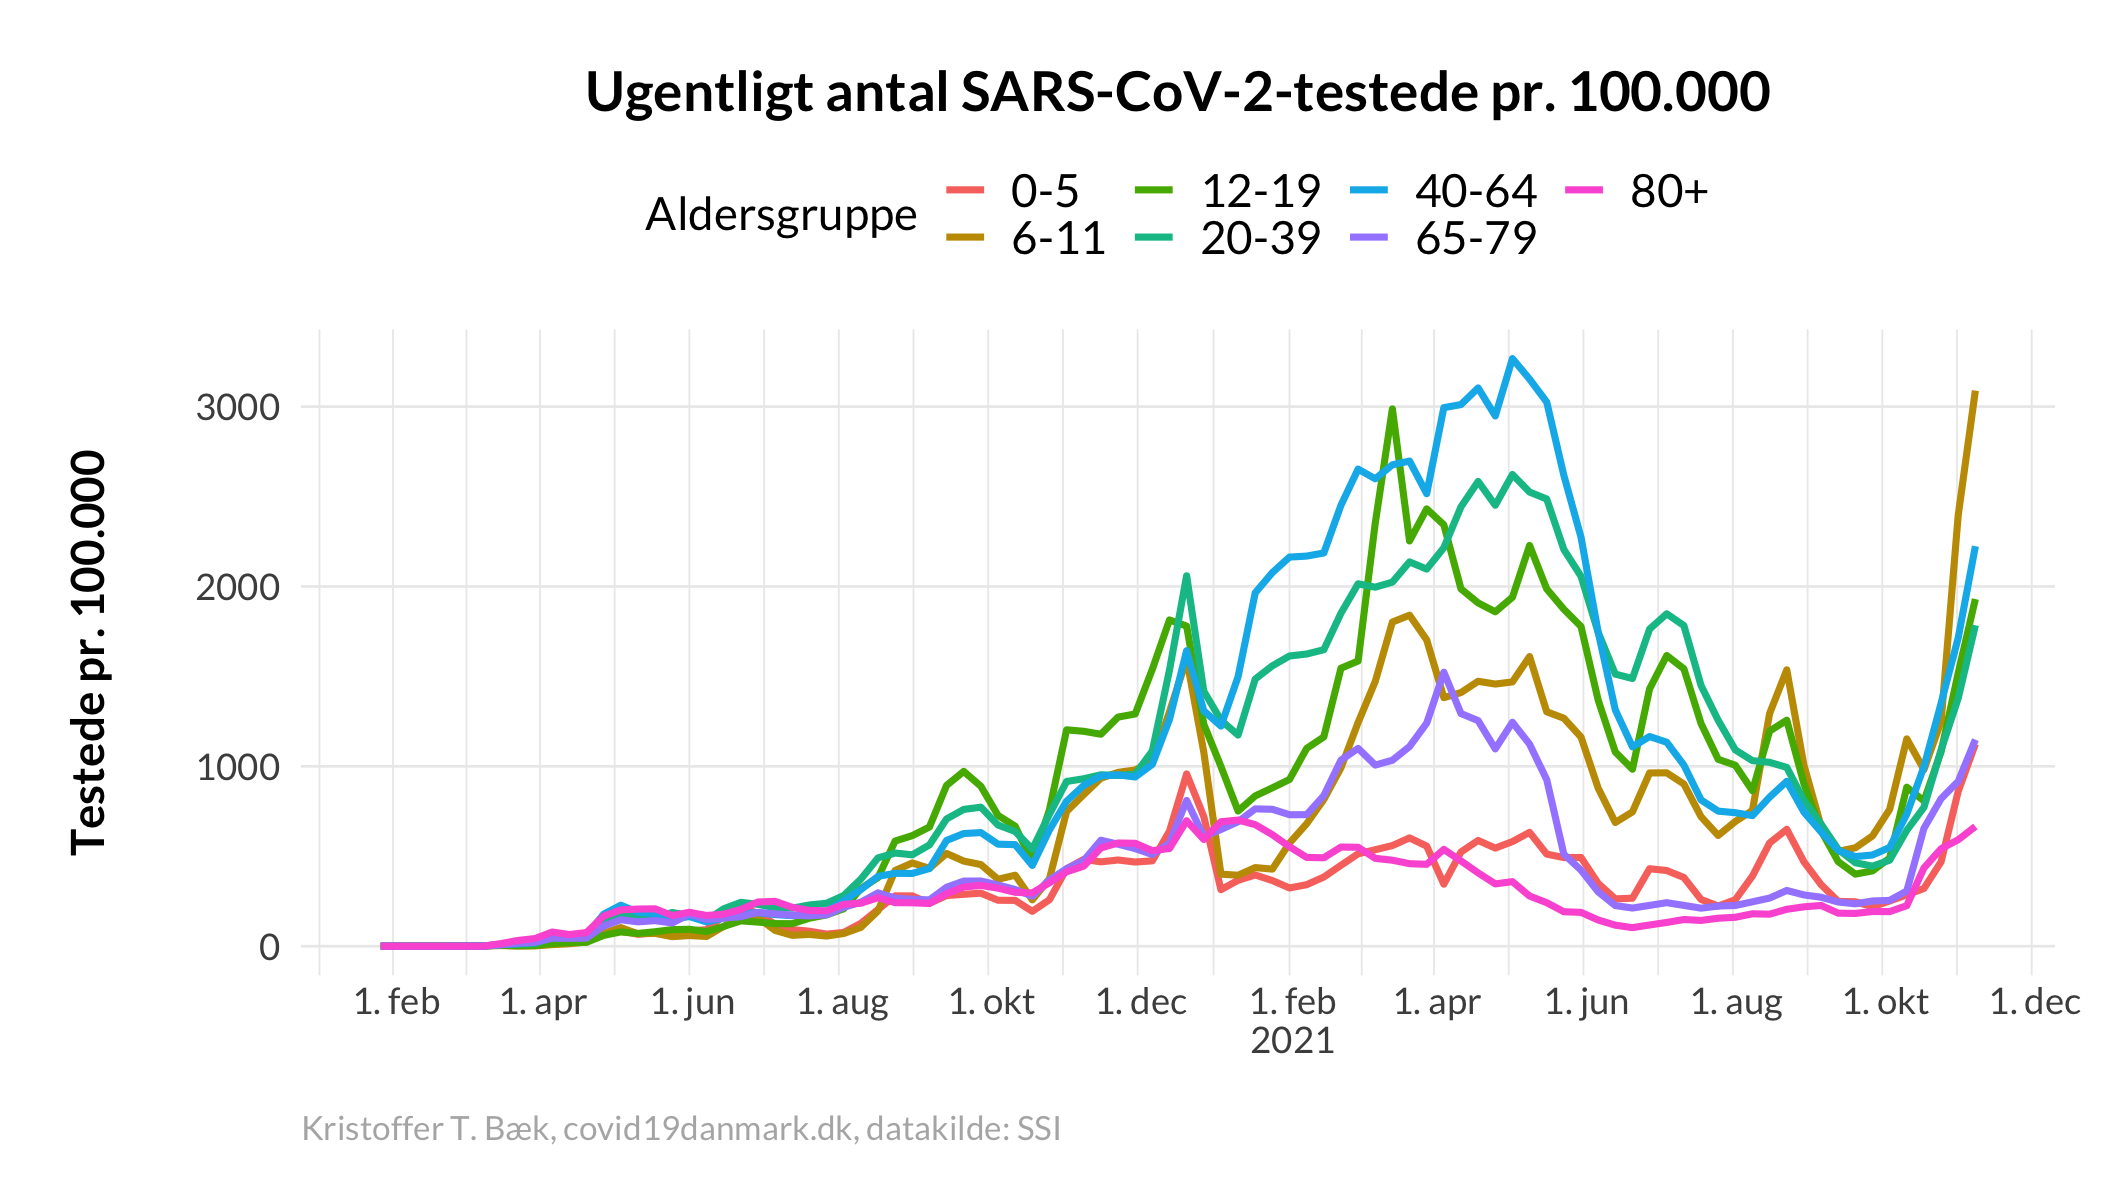 Ugentligt antal SARS-CoV-2-testede pr. 100.000
Aldersgruppe
0-5 12-19 40-64 80+
6-11 20-39 65-79
Testede pr. 100.000
3000
2000
1000
0
1. feb 1. apr 1. jun 1. aug 1. okt 1. dec 1. feb 1. apr 1. jun 1. aug 1. okt 1. dec
2021
Kristoffer T. Bæk, covid19danmark.dk, datakilde: SSI